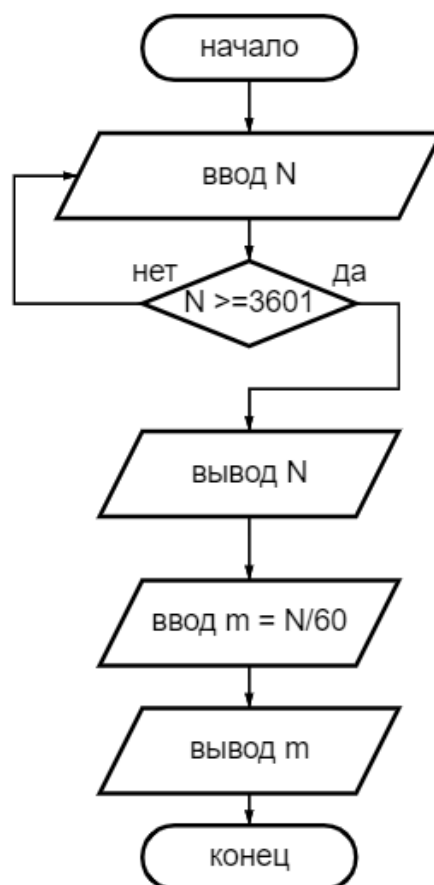 начало
ввод N
нет
да
N >=3601
вывод N
ввод m = N/60
вывод m
конец